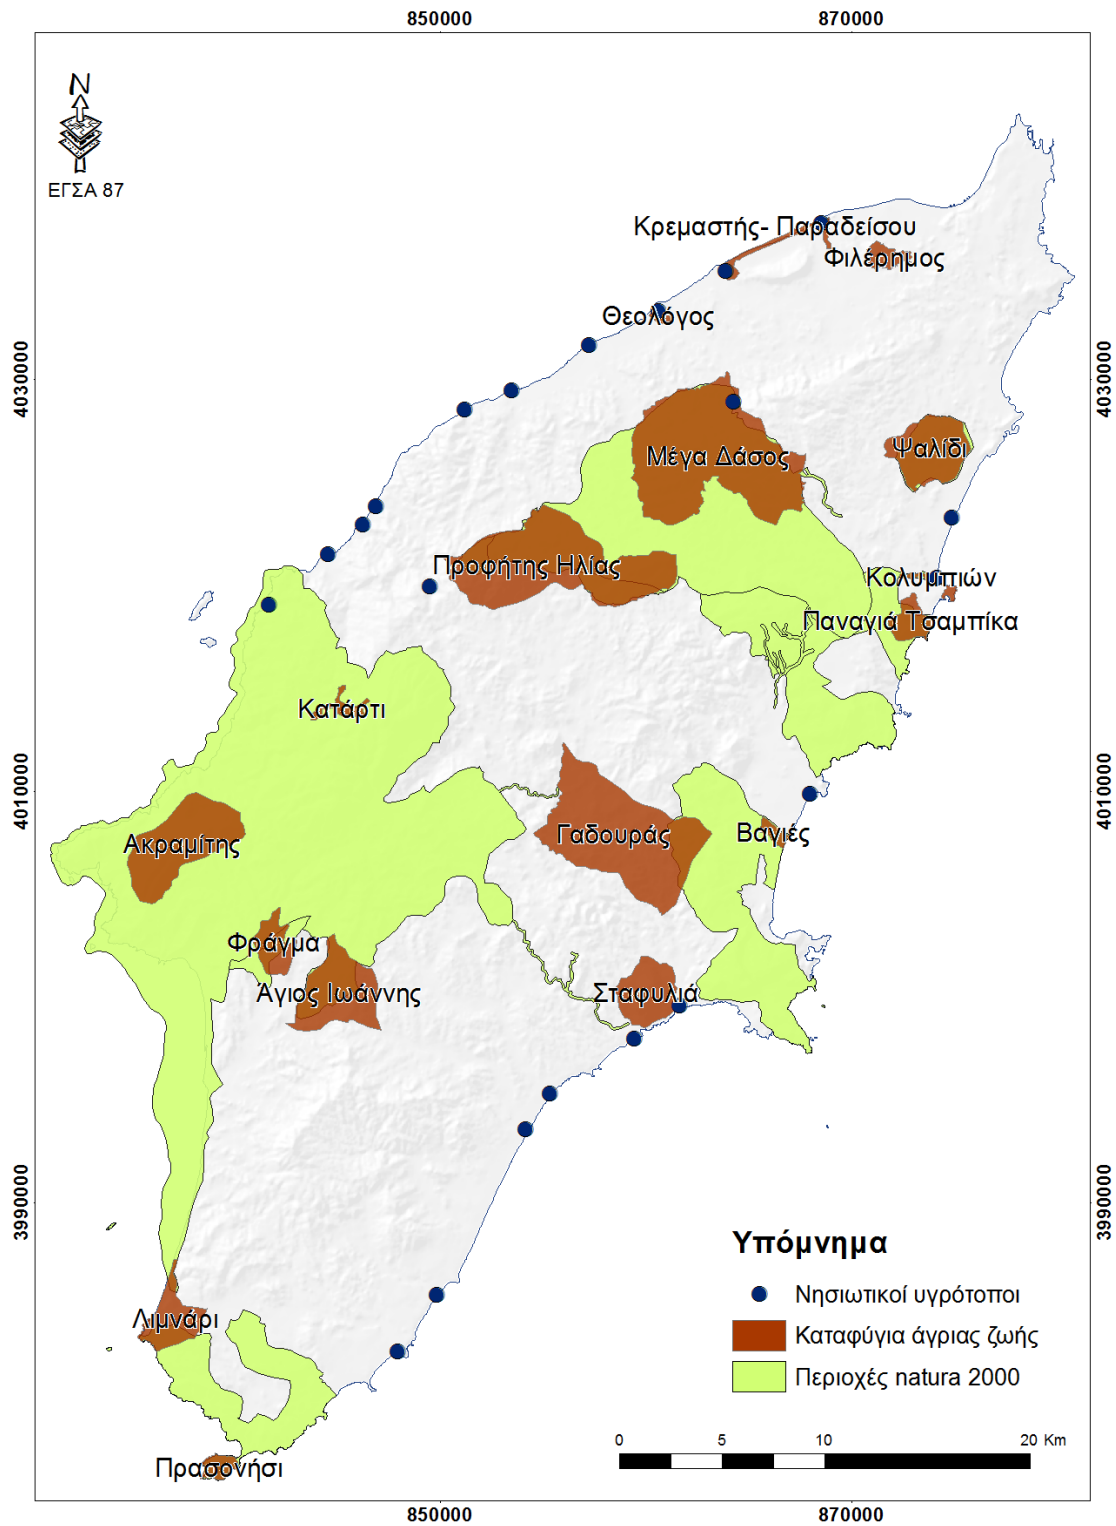 850000
870000
N
ΕΓΣΑ 87
Κρεμαστής- Παραδείσου
Φιλέρημος
Θεολόγος
4030000
4030000
Ψαλίδι
Μέγα Δάσος
Προφήτης Ηλίας
Κολυμπιών
Παναγιά Τσαμπίκα
Κατάρτι
4010000
4010000
Γαδουράς
Βαγιές
Ακραμίτης
Φράγμα
Άγιος Ιωάννης
Σταφυλιά
3990000
3990000
Υπόμνημα
Νησιωτικοί υγρότοποι
Λιμνάρι
Καταφύγια άγριας ζωής
Περιοχές natura 2000
0 5 10 20 Km
Πρασονήσι
850000
870000